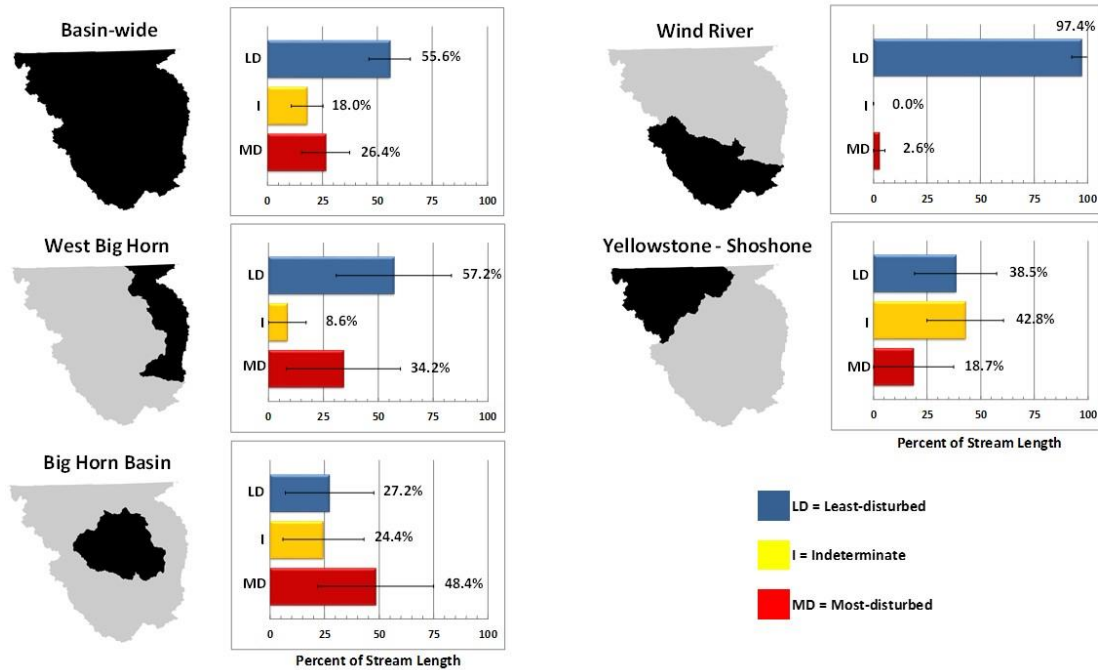 Basin-wide
LD
55.6%
I
18.0%
MD
26.4%
0 25 50 75 100
West Big Horn
LD
57.2%
I
8.6%
MD
34.2%
0 25 50 75 100
Big Horn Basin
LD
27.2%
I
24.4%
MD
48.4%
0 25 50 75 100
Percent of Stream Length
Wind River
97.4%
LD
I
0.0%
MD
2.6%
0 25 50 75 100
Yellowstone - Shoshone
LD
38.5%
I
42.8%
MD
18.7%
0 25 50 75 100
Percent of Stream Length
LD = Least-disturbed
I = Indeterminate
MD = Most-disturbed